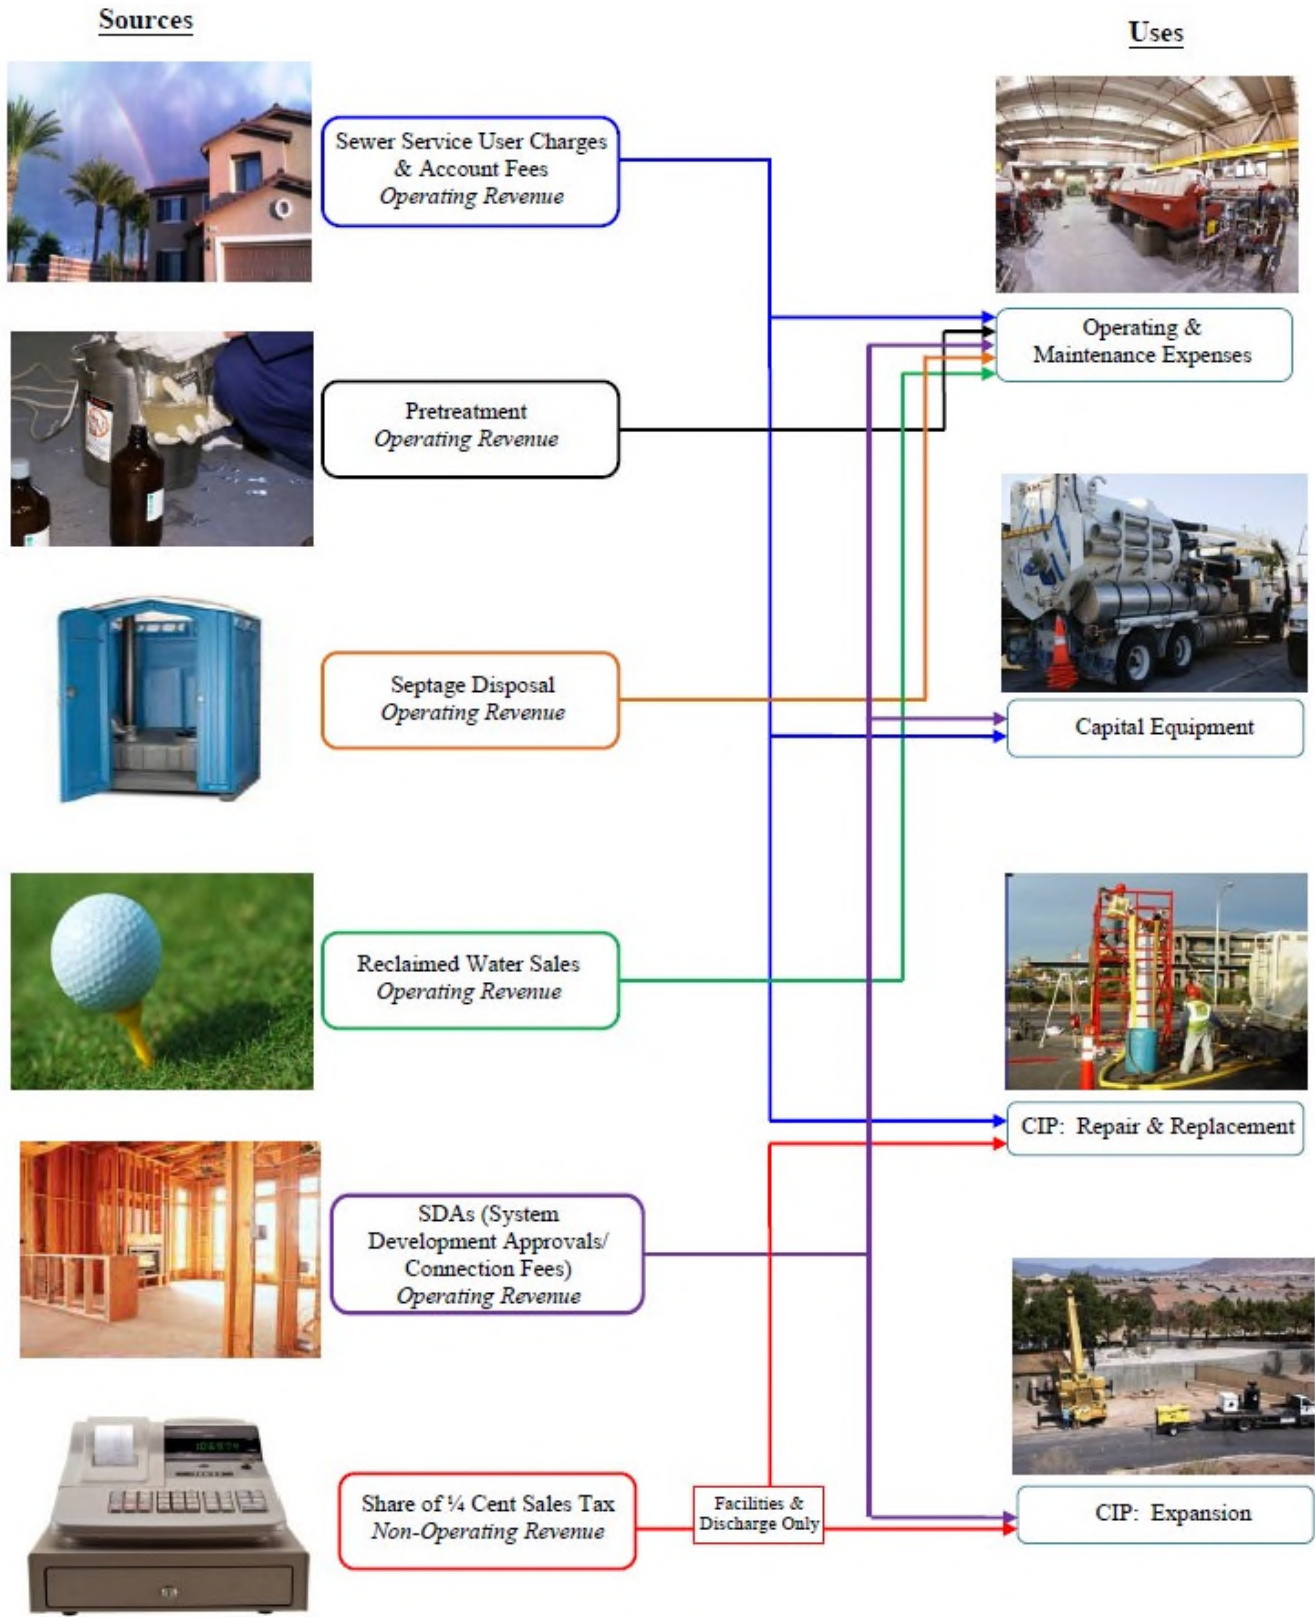 Sources
Uses
Sewer Service User Charges
& Account Fees
Operating Revenue
Operating &
Maintenance Expenses
Pretreatment
Operating Revenue
Septage Disposal
Operating Revenue
Capital Equipment
Reclaimed Water Sales
Operating Revenue
CIP: Repair & Replacement
SDAs (System
Development Approvals/
Connection Fees)
Operating Revenue
Share of ¼ Cent Sales Tax
Non-Operating Revenue
Facilities &
Discharge Only
CIP: Expansion